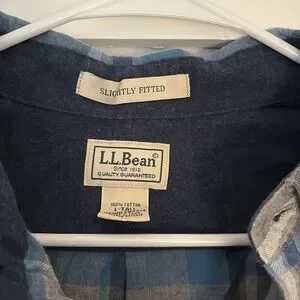 SLIGHTLY FITTED
L.L.Bean®
Since 1912
QUALITY GUARANTEED
100% COTTON